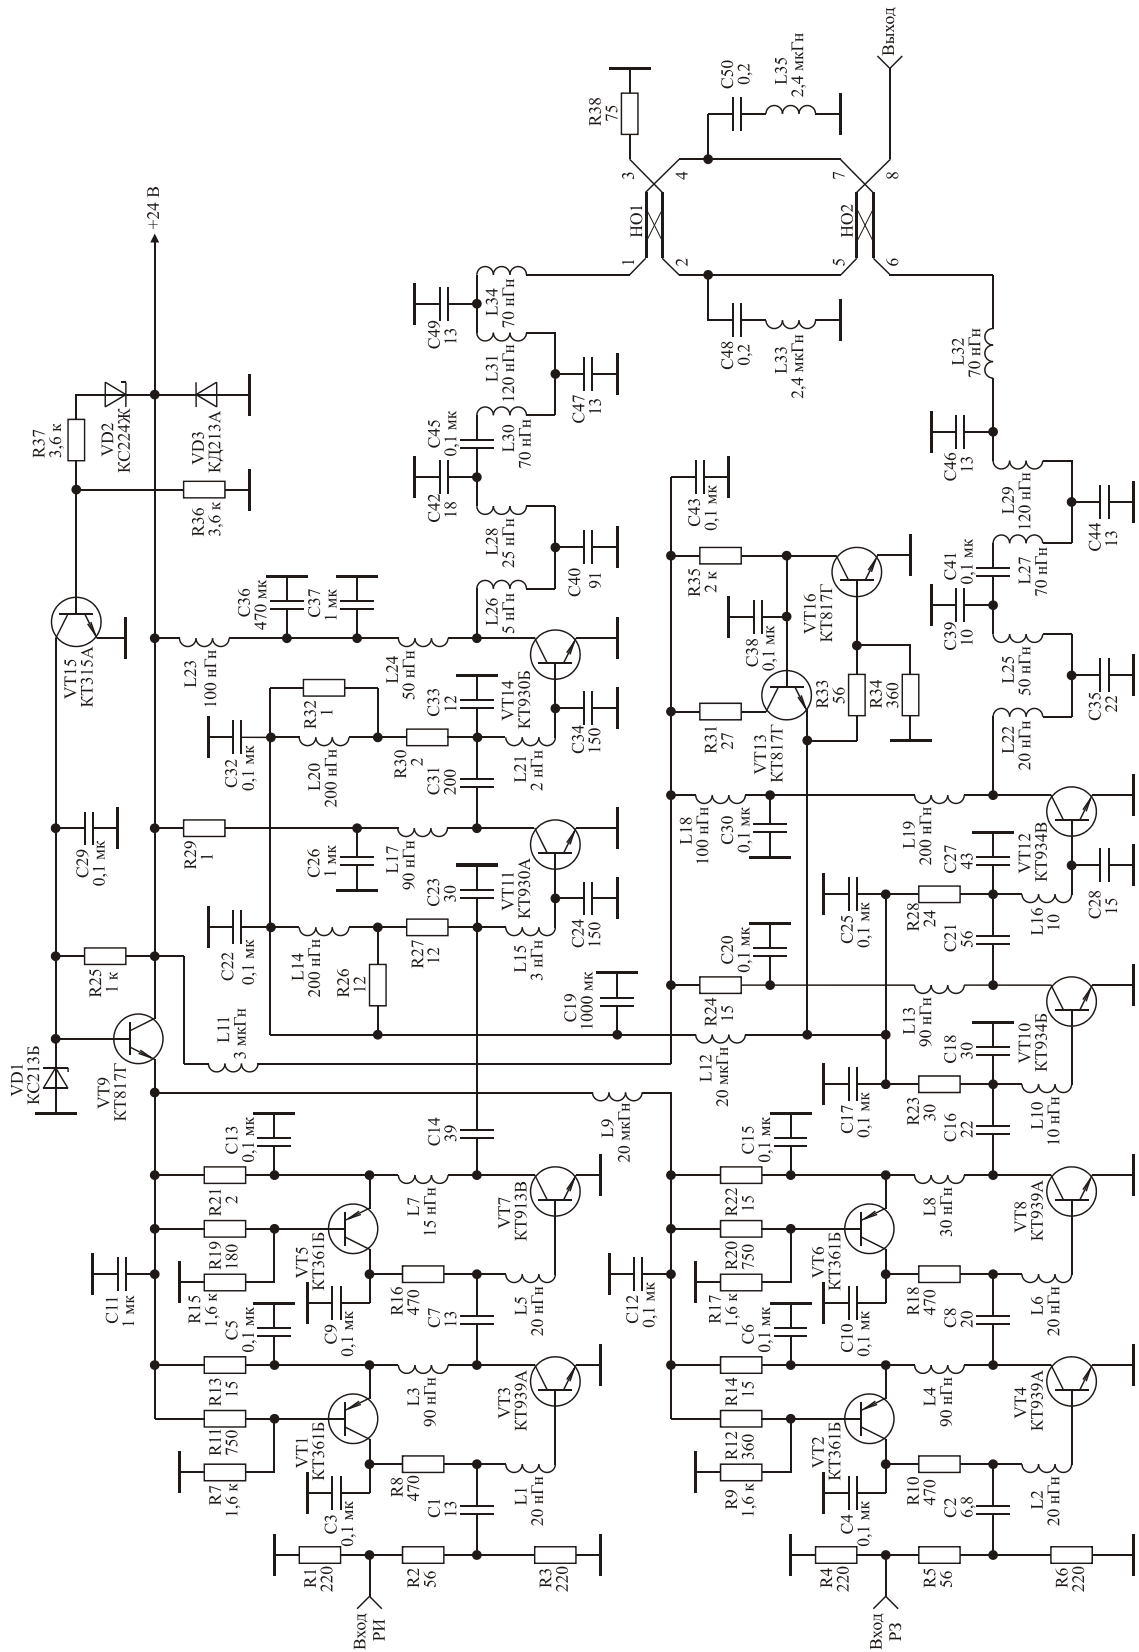 Вход
РИ
R1
220
R2
56
R3
220
C1
13
C3
0,1 мк
R7
1,6 к
R8
470
L1
20 нГн
VT1
КТ361Б
R11
750
R13
15
L3
90 нГн
VT3
КТ939А
C5
0,1 мк
C7
13
C9
0,1 мк
R15
1,6 к
R16
470
L5
20 нГн
VT5
КТ361Б
R19
180
R21
2
L7
15 нГн
VT7
КТ913В
C11
1 мк
C13
0,1 мк
C14
39
VD1
КС213Б
VT9
КТ817Г
R25
1 к
L11
3 мкГн
C29
0,1 мк
C22
0,1 мк
L14
200 нГн
R26
12
R27
12
C23
30
L15
3 нГн
C24
150
VT11
КТ930А
C19
1000 мк
R29
1
C26
1 мк
L17
90 нГн
C32
0,1 мк
L20
200 нГн
R32
1
R30
2
C31
200
C33
12
L21
2 нГн
C34
150
VT14
КТ930Б
L23
100 нГн
C36
470 мк
C37
1 мк
L24
50 нГн
L26
5 нГн
VT15
КТ315А
R36
3,6 к
R37
3,6 к
VD2
КС224Ж
VD3
КД213А
+24 В
C40
91
L28
25 нГн
C42
18
C45
0,1 мк
L30
70 нГн
C47
13
L31
120 нГн
C49
13
L34
70 нГн
R38
75
НО1
1
2
3
4
C48
0,2
L33
2,4 мкГн
C50
0,2
L35
2,4 мкГн
НО2
5
6
7
8
Выход
Вход
РЗ
R4
220
R5
56
R6
220
C2
6,8
C4
0,1 мк
R9
1,6 к
R10
470
L2
20 нГн
VT2
КТ361Б
R12
360
R14
15
L4
90 нГн
VT4
КТ939А
C6
0,1 мк
C8
20
C10
0,1 мк
R17
1,6 к
R18
470
L6
20 нГн
VT6
КТ361Б
R20
750
R22
15
L8
30 нГн
VT8
КТ939А
C12
0,1 мк
C15
0,1 мк
L9
20 мкГн
C16
22
C17
0,1 мк
R23
30
C18
30
L10
10 нГн
VT10
КТ934Б
L12
20 мкГн
R24
15
C20
0,1 мк
L13
90 нГн
C21
56
C25
0,1 мк
R28
24
C27
43
L16
10
C28
15
VT12
КТ934В
L18
100 нГн
C30
0,1 мк
L19
200 нГн
R31
27
VT13
КТ817Г
R33
56
R34
360
C38
0,1 мк
R35
2 к
VT16
КТ817Г
C43
0,1 мк
L22
20 нГн
C35
22
L25
50 нГн
C39
10
C41
0,1 мк
L27
70 нГн
C44
13
L29
120 нГн
C46
13
L32
70 нГн